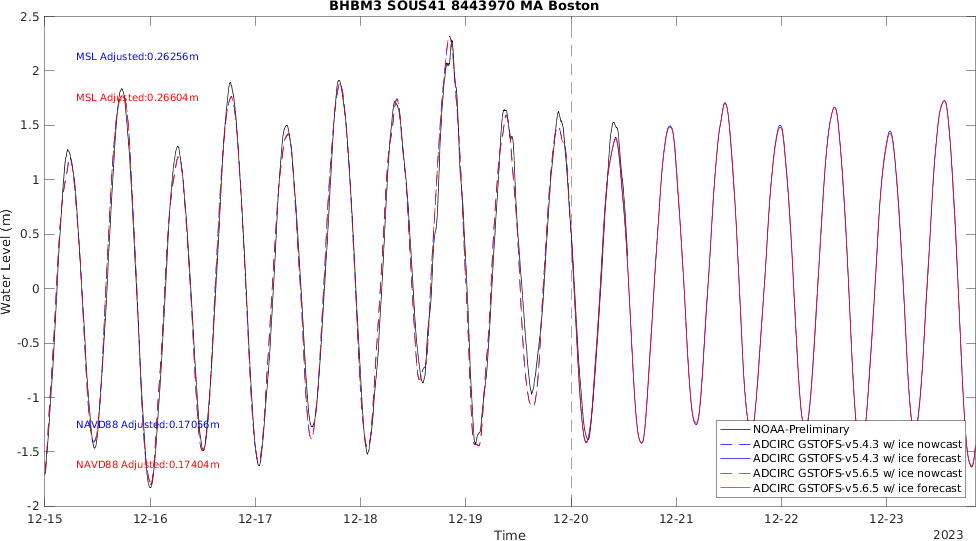 BHBM3 SOUS41 8443970 MA Boston
2.5
2
1.5
1
0.5
0
-0.5
-1
-1.5
-2
Water Level (m)
MSL Adjusted:0.26256m
MSL Adjusted:0.26604m
NAVD88 Adjusted:0.17056m
NAVD88 Adjusted:0.17404m
NOAA-Preliminary
ADCIRC GSTOFS-v5.4.3 w/ ice nowcast
ADCIRC GSTOFS-v5.4.3 w/ ice forecast
ADCIRC GSTOFS-v5.6.5 w/ ice nowcast
ADCIRC GSTOFS-v5.6.5 w/ ice forecast
12-15 12-16 12-17 12-18 12-19 12-20 12-21 12-22 12-23
Time
2023